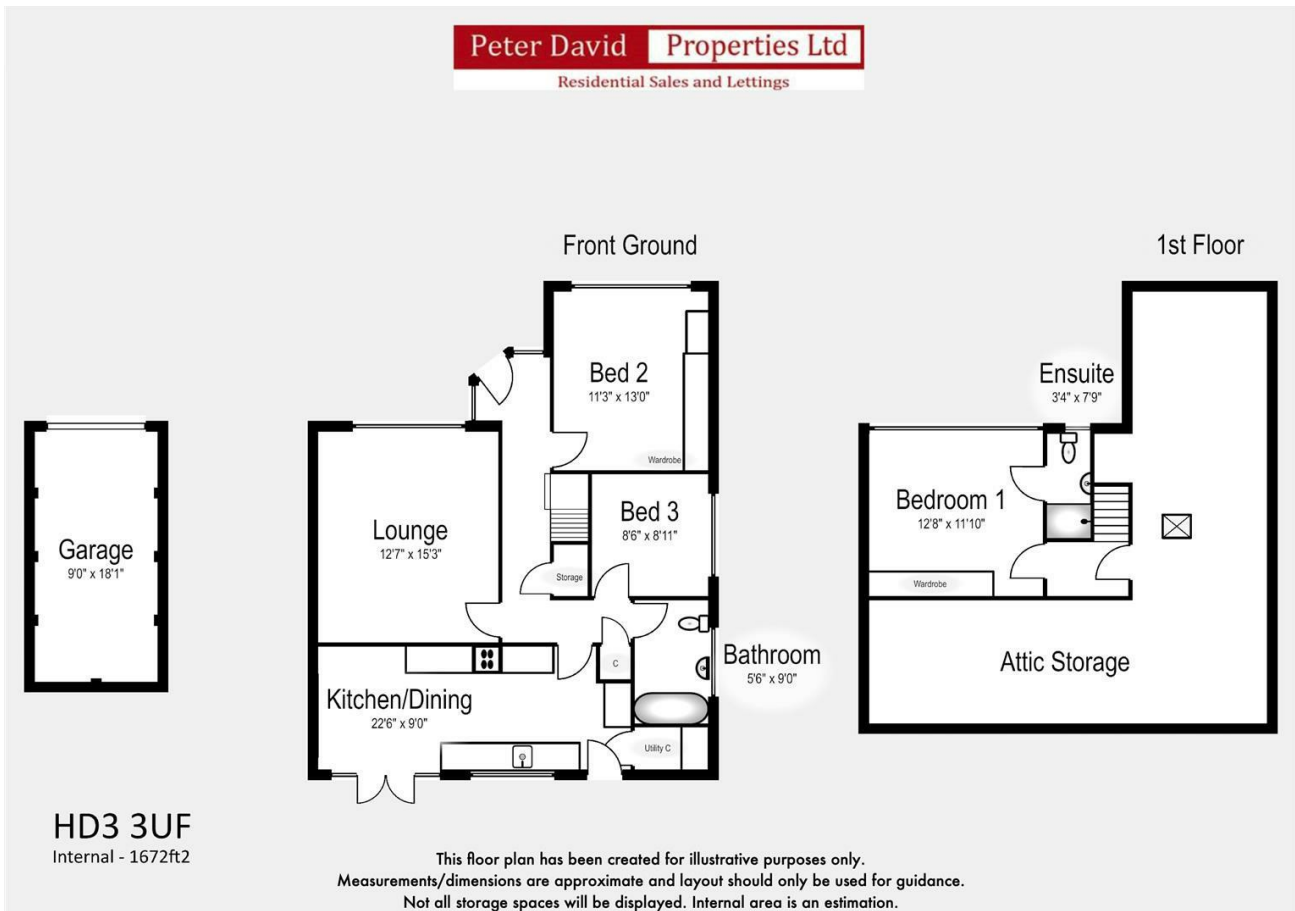 Peter David Properties Ltd
Residential Sales and Lettings
Front Ground
1st Floor
Garage
9'0" x 18'1"
Lounge
12'7" x 15'3"
Bed 2
11'3" x 13'0"
Wardrobe
Bed 3
8'6" x 8'11"
Storage
C
Bathroom
5'6" x 9'0"
Kitchen/Dining
22'6" x 9'0"
Utility C
Ensuite
3'4" x 7'9"
Bedroom 1
12'8" x 11'10"
Wardrobe
Attic Storage
HD3 3UF
Internal - 1672ft2
This floor plan has been created for illustrative purposes only.
Measurements/dimensions are approximate and layout should only be used for guidance.
Not all storage spaces will be displayed. Internal area is an estimation.